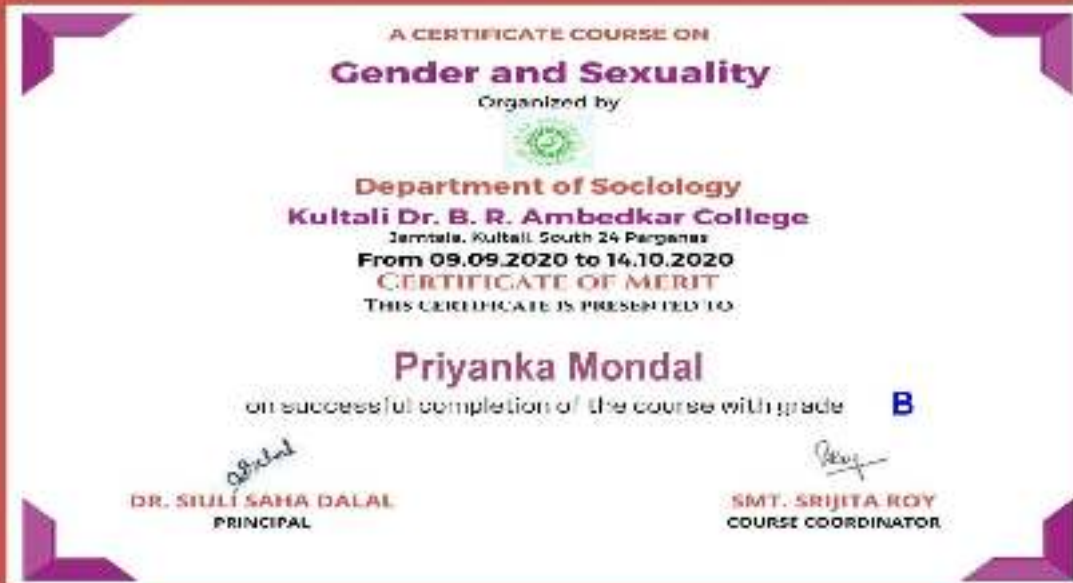 A CERTIFICATE COURSE ON
Gender and Sexuality
Organized by
Department of Sociology
Kultali Dr. B. R. Ambedkar College
Jamtala, Kultali, South 24 Parganas
From 09.09.2020 to 14.10.2020
CERTIFICATE OF MERIT
THIS CERTIFICATE IS PRESENTED TO
Priyanka Mondal
on successful completion of the course with grade B
DR. SIULI SAHA DALAL
PRINCIPAL
SMT. SRIJITA ROY
COURSE COORDINATOR